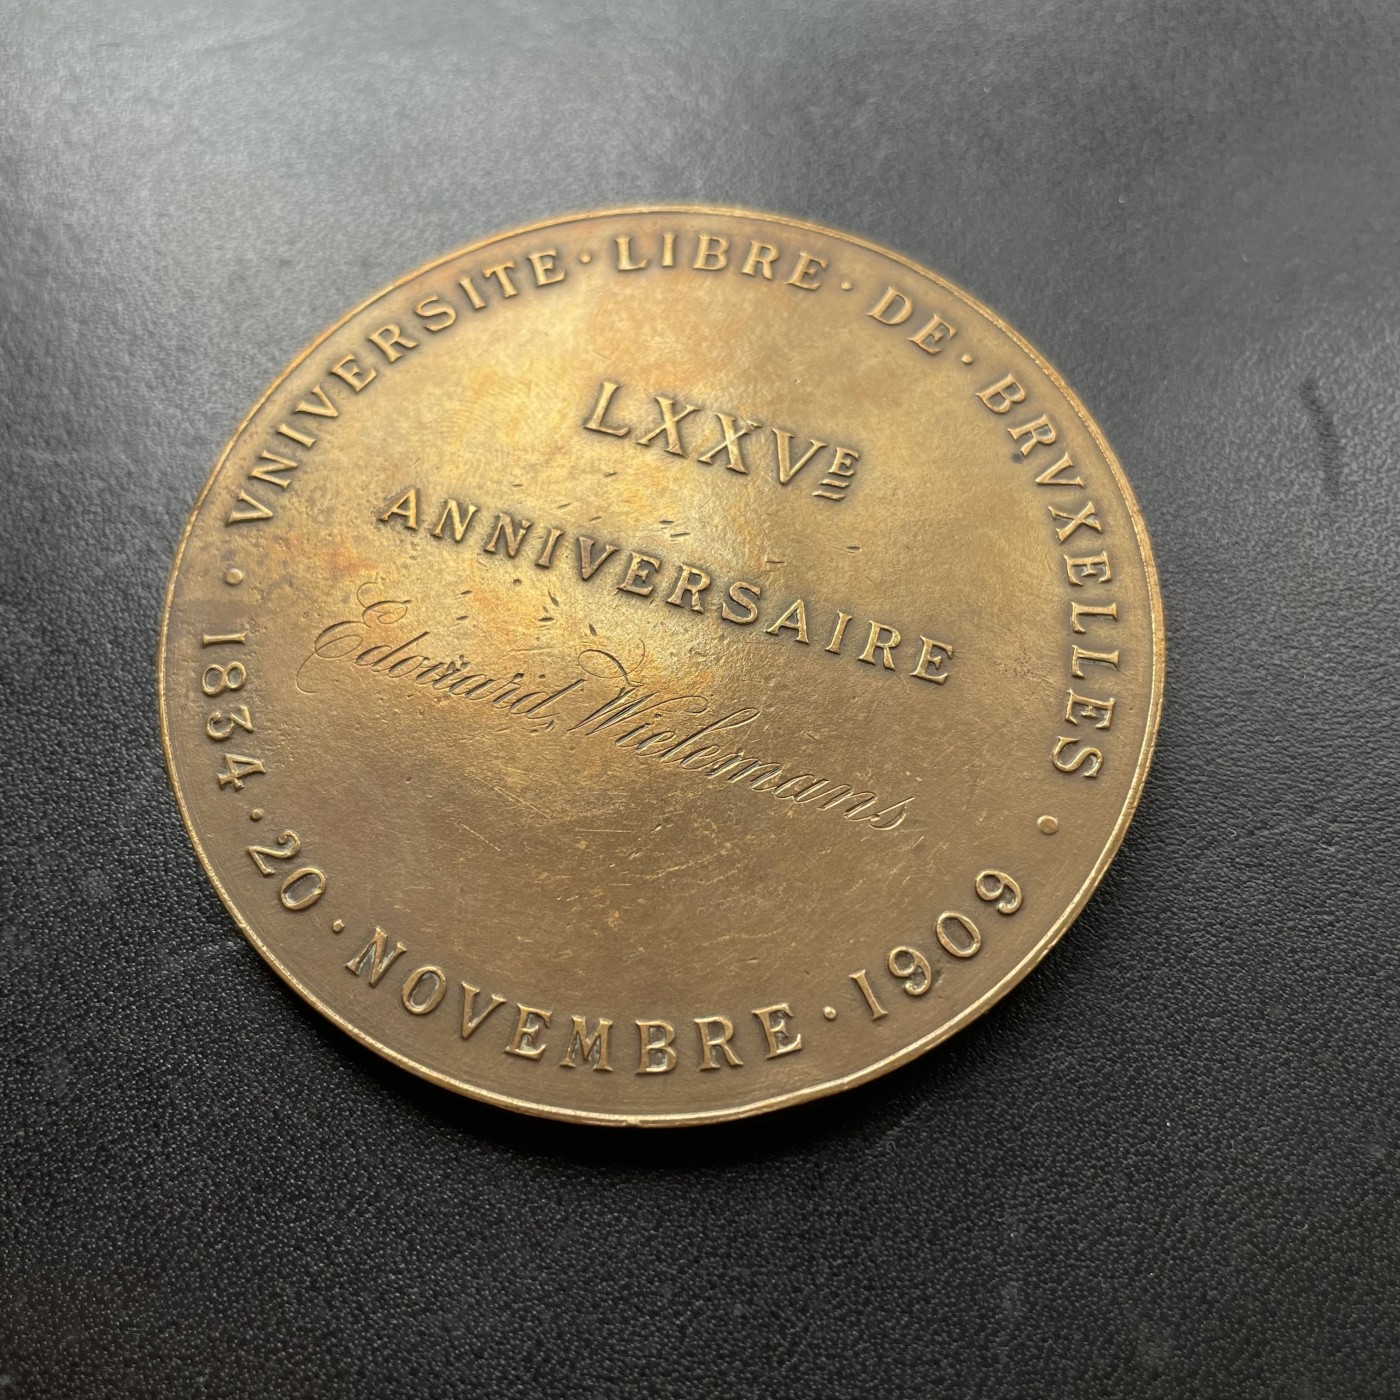 VNIVERSITE · LIBRE · DE · BRVXELLES
LXXVE
ANNIVERSAIRE
Edouard Wielemans
1834 · 20 · NOVEMBRE · 1909